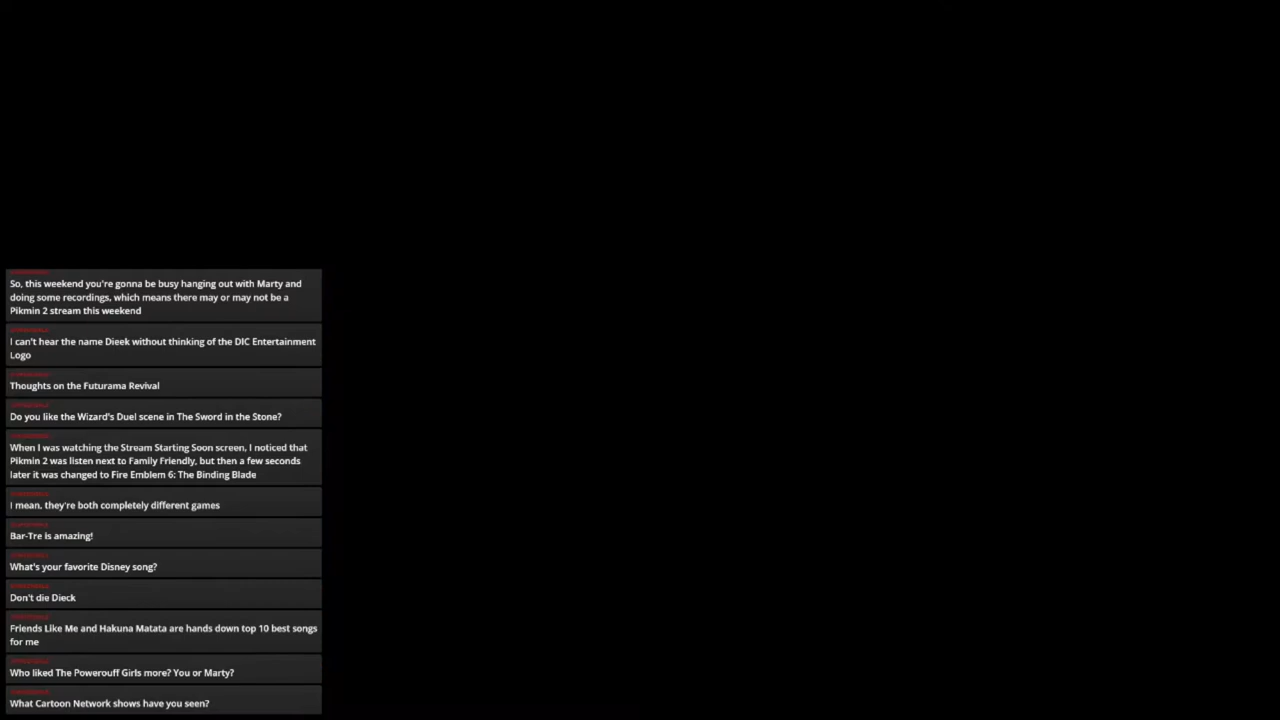 So, this weekend you're gonna be busy hanging out with Marty and
doing some recordings, which means there may or may not be a
Pikmin 2 stream this weekend
I can't hear the name Dieek without thinking of the DIC Entertainment
Logo
Thoughts on the Futurama Revival
Do you like the Wizard's Duel scene in The Sword in the Stone?
When I was watching the Stream Starting Soon screen, I noticed that
Pikmin 2 was listen next to Family Friendly, but then a few seconds
later it was changed to Fire Emblem 6: The Binding Blade
I mean, they're both completely different games
Bar-Tre is amazing!
What's your favorite Disney song?
Don't die Dieck
Friends Like Me and Hakuna Matata are hands down top 10 best songs
for me
Who liked The Powerouff Girls more? You or Marty?
What Cartoon Network shows have you seen?